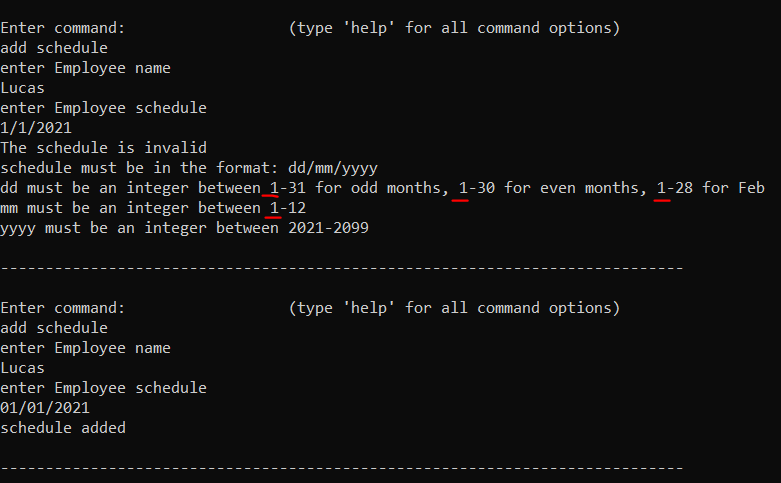 Enter command:                  (type 'help' for all command options)
add schedule
enter Employee name
Lucas
enter Employee schedule
1/1/2021
The schedule is invalid
schedule must be in the format: dd/mm/yyyy
dd must be an integer between 1-31 for odd months, 1-30 for even months, 1-28 for Feb
mm must be an integer between 1-12
yyyy must be an integer between 2021-2099
----------------------------------------------------------------------------
Enter command:                  (type 'help' for all command options)
add schedule
enter Employee name
Lucas
enter Employee schedule
01/01/2021
schedule added
----------------------------------------------------------------------------